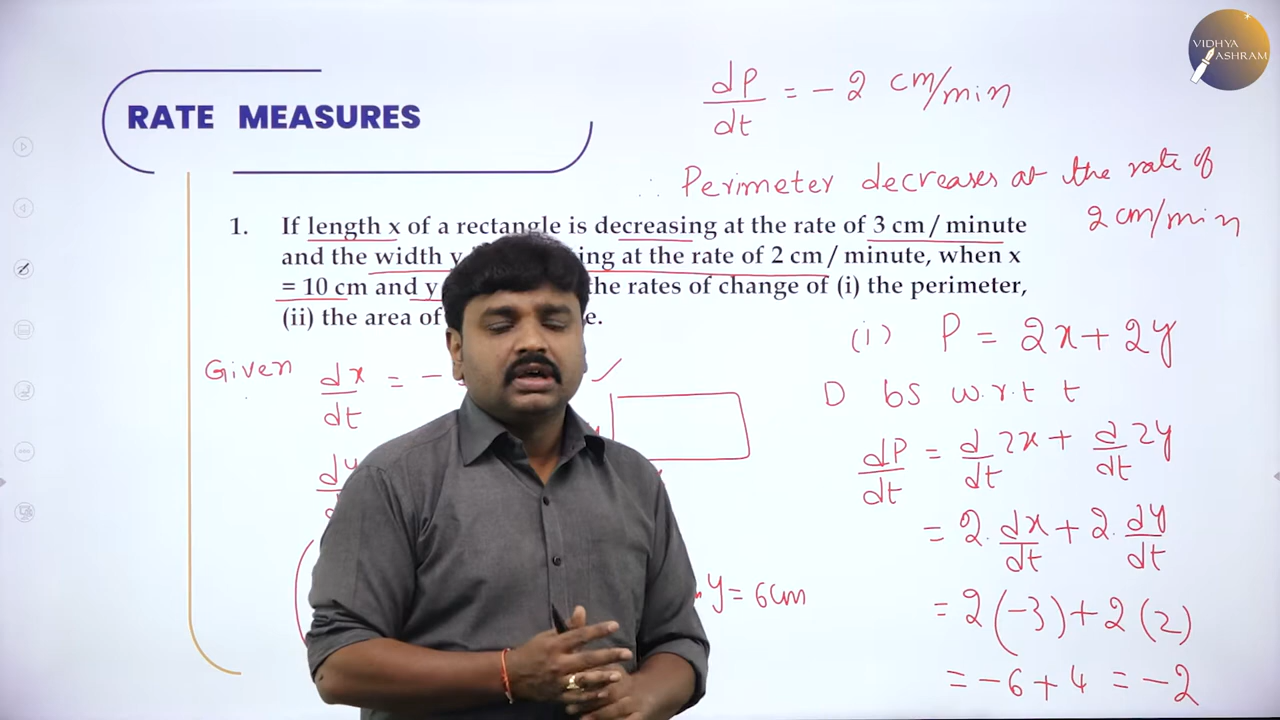 VIDHYA
ASHRAM
RATE MEASURES
dP/dt = - 2 cm/min
∴ Perimeter decreases at the rate of
2 cm/min
1. If length x of a rectangle is decreasing at the rate of 3 cm / minute
and the width y ing at the rate of 2 cm / minute, when x
= 10 cm and y the rates of change of (i) the perimeter,
(ii) the area of e.
Given dx/dt = -
dy
y = 6cm
(i) P = 2x + 2y
D bs w.r.t t
dP/dt = d/dt 2x + d/dt 2y
= 2. dx/dt + 2. dy/dt
= 2(-3) + 2(2)
= -6 + 4 = -2